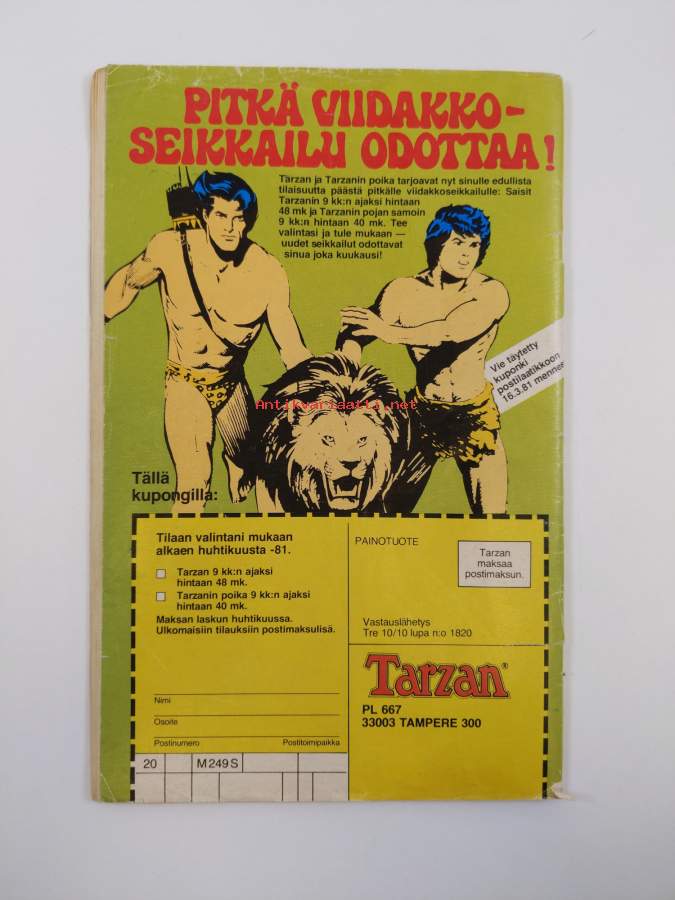 PITKÄ VIIDAKKO-
SEIKKAILU ODOTTAA!
Tarzan ja Tarzanin poika tarjoavat nyt sinulle edullista
tilaisuutta päästä pitkälle viidakkoseikkailulle: Saisit
Tarzanin 9 kk:n ajaksi hintaan
48 mk ja Tarzanin pojan samoin
9 kk:n hintaan 40 mk. Tee
valintasi ja tule mukaan —
uudet seikkailut odottavat
sinua joka kuukausi!
Vie täytetty
kuponki
postilaatikkoon
16.3.81 mennes
Antikvariaatti.net
Tällä
kupongilla:
Tilaan valintani mukaan
alkaen huhtikuusta -81.
Tarzan 9 kk:n ajaksi
hintaan 48 mk.
Tarzanin poika 9 kk:n ajaksi
hintaan 40 mk.
Maksan laskun huhtikuussa.
Ulkomaisiin tilauksiin postimaksulisä.
Nimi
Osoite
Postinumero Postitoimipaikka
20 M 249 S
PAINOTUOTE
Tarzan
maksaa
postimaksun.
Vastauslähetys
Tre 10/10 lupa n:o 1820
Tarzan®
PL 667
33003 TAMPERE 300